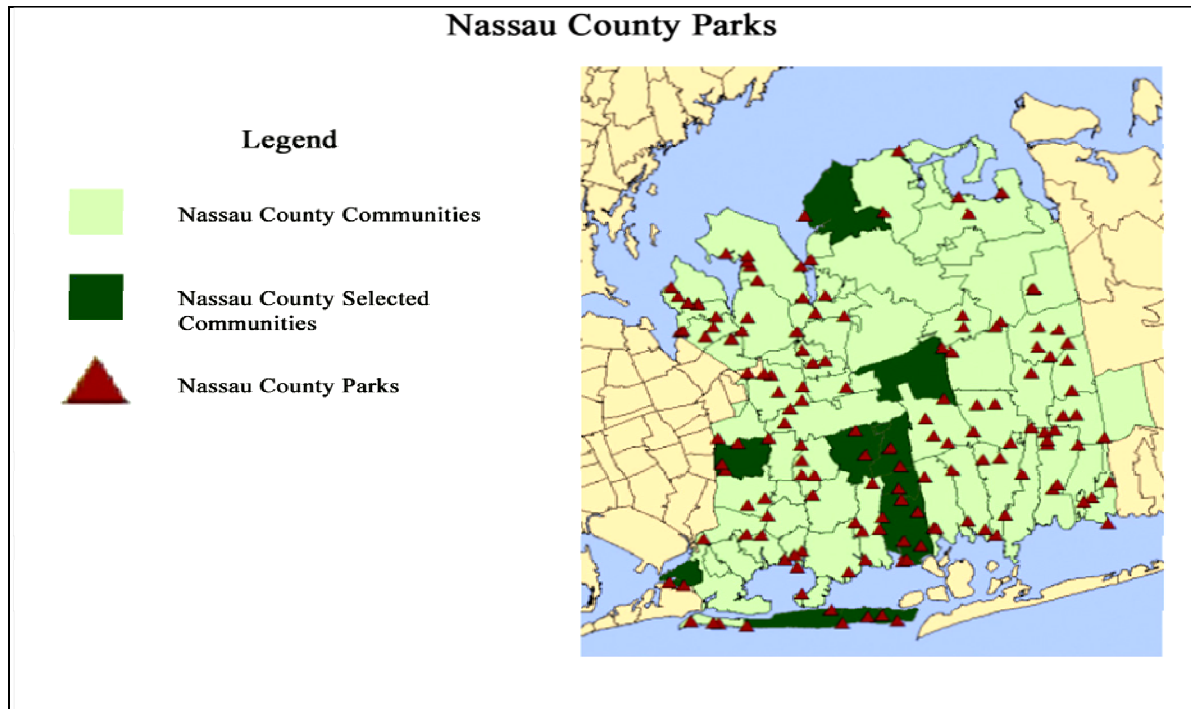 Nassau County Parks
Legend
Nassau County Communities
Nassau County Selected
Communities
Nassau County Parks